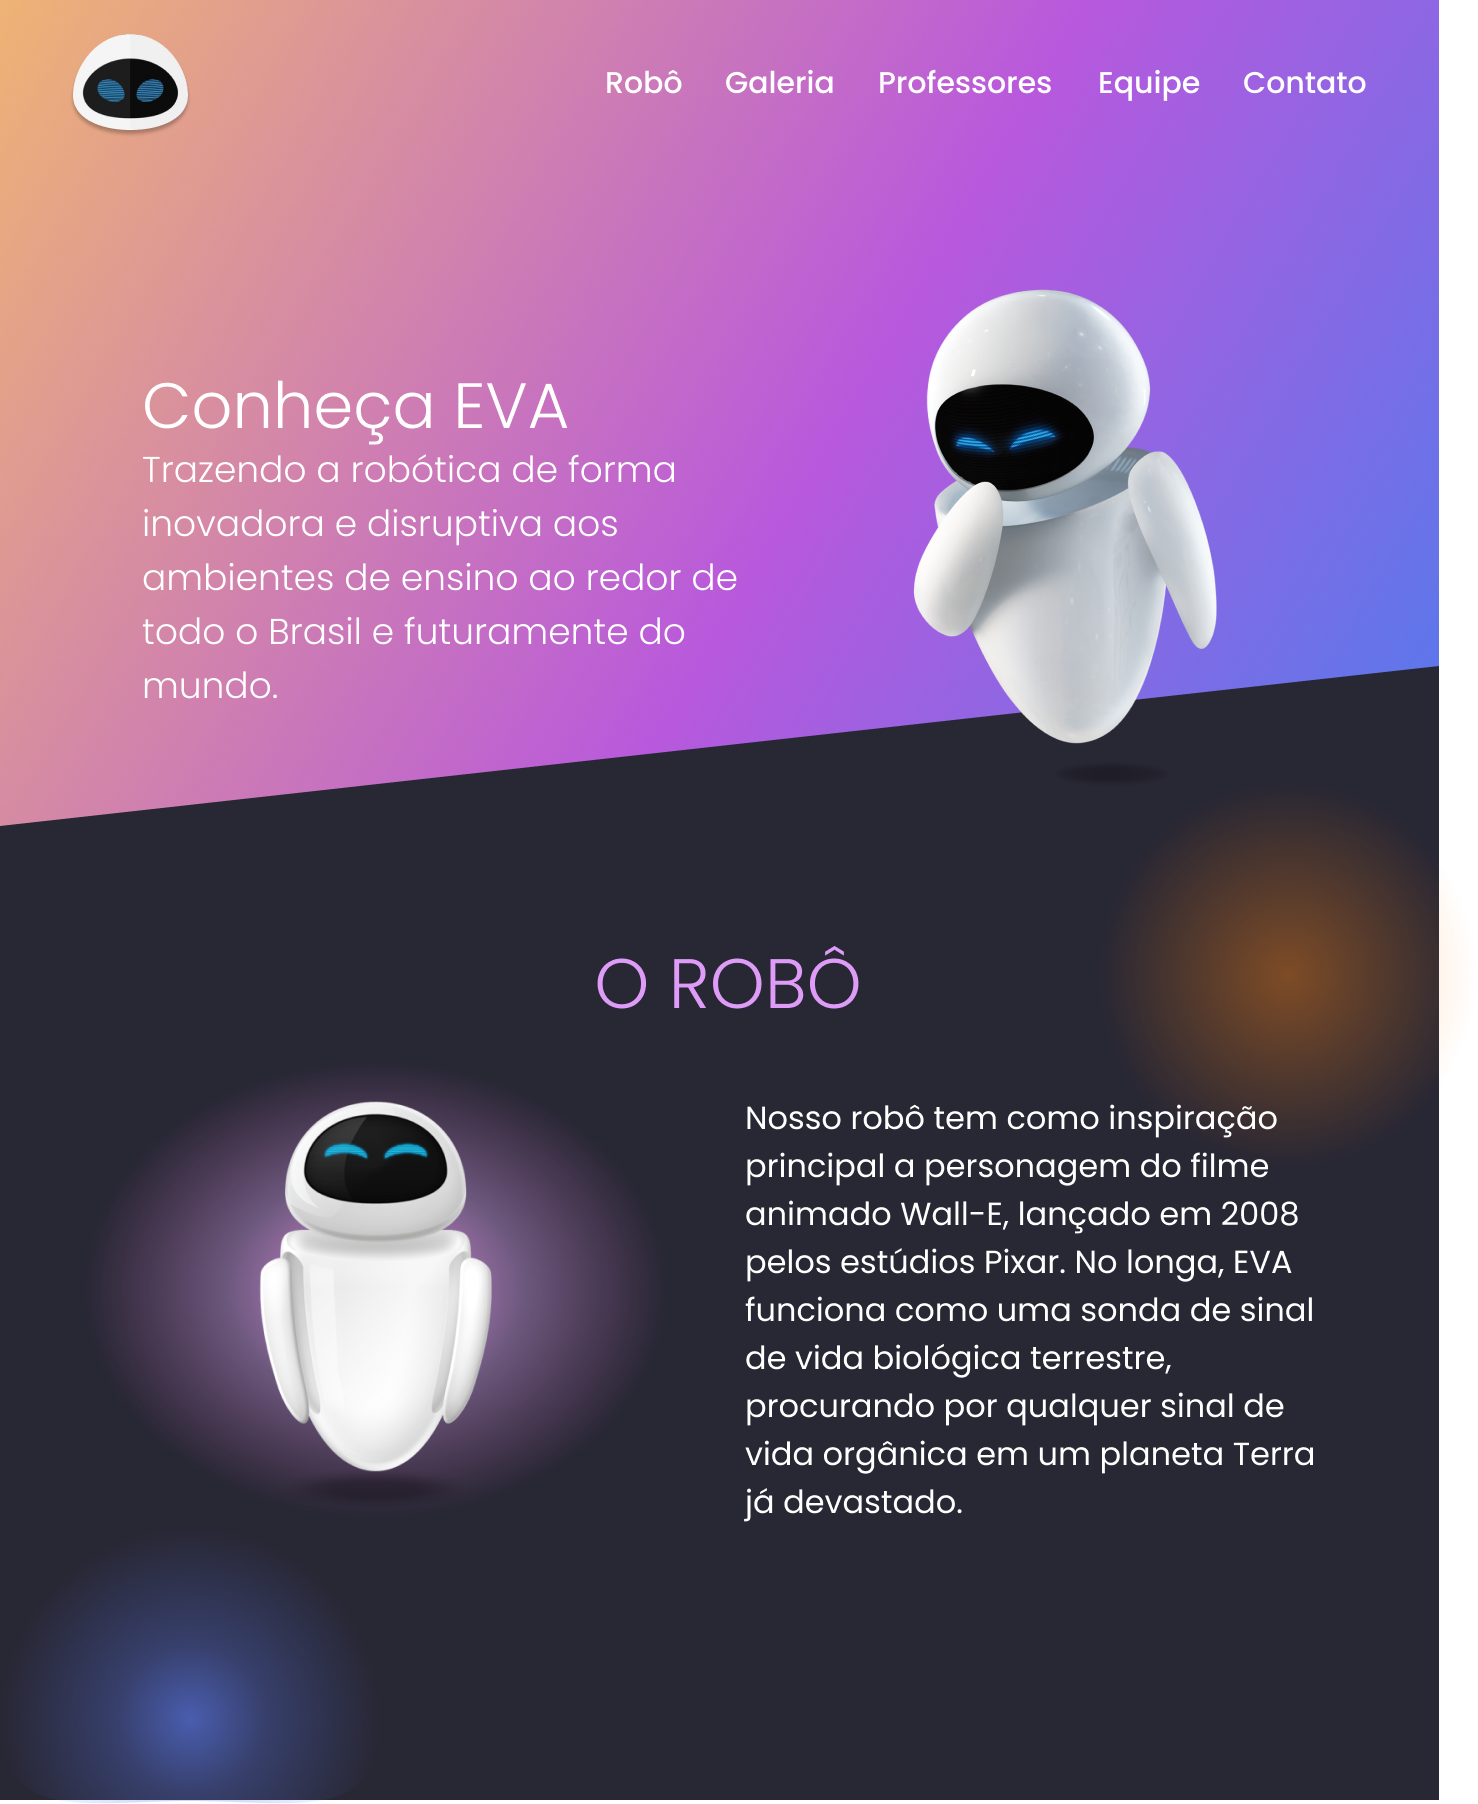 Robô Galeria Professores Equipe Contato
Conheça EVA
Trazendo a robótica de forma
inovadora e disruptiva aos
ambientes de ensino ao redor de
todo o Brasil e futuramente do
mundo.
O ROBÔ
Nosso robô tem como inspiração
principal a personagem do filme
animado Wall-E, lançado em 2008
pelos estúdios Pixar. No longa, EVA
funciona como uma sonda de sinal
de vida biológica terrestre,
procurando por qualquer sinal de
vida orgânica em um planeta Terra
já devastado.